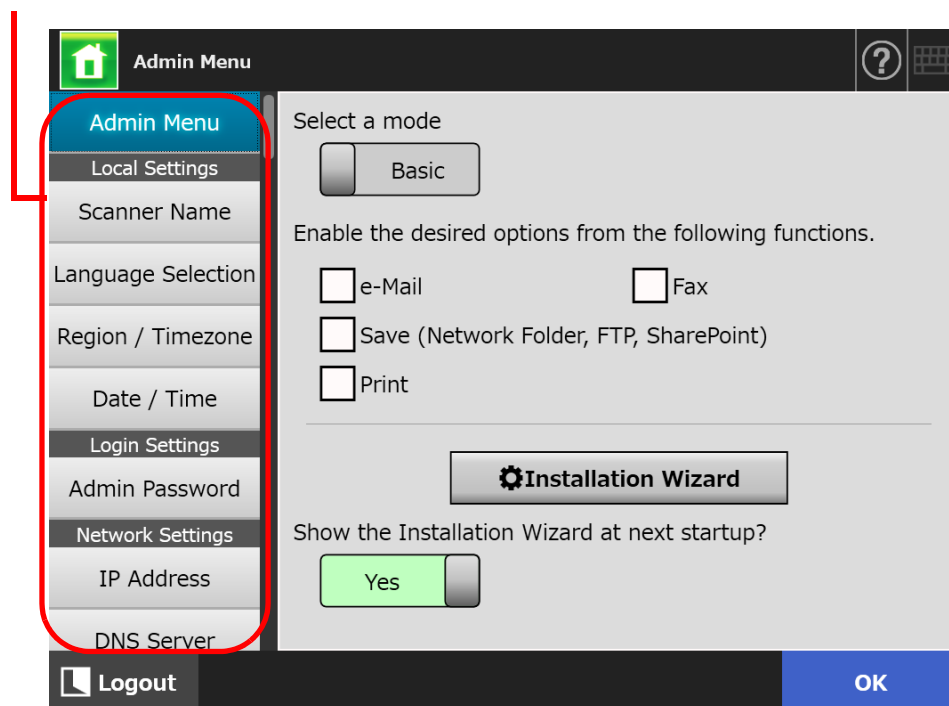 Admin Menu
Admin Menu
Local Settings
Scanner Name
Language Selection
Region / Timezone
Date / Time
Login Settings
Admin Password
Network Settings
IP Address
DNS Server
Select a mode
Basic
Enable the desired options from the following functions.
e-Mail Fax
Save (Network Folder, FTP, SharePoint)
Print
Installation Wizard
Show the Installation Wizard at next startup?
Yes
Logout OK